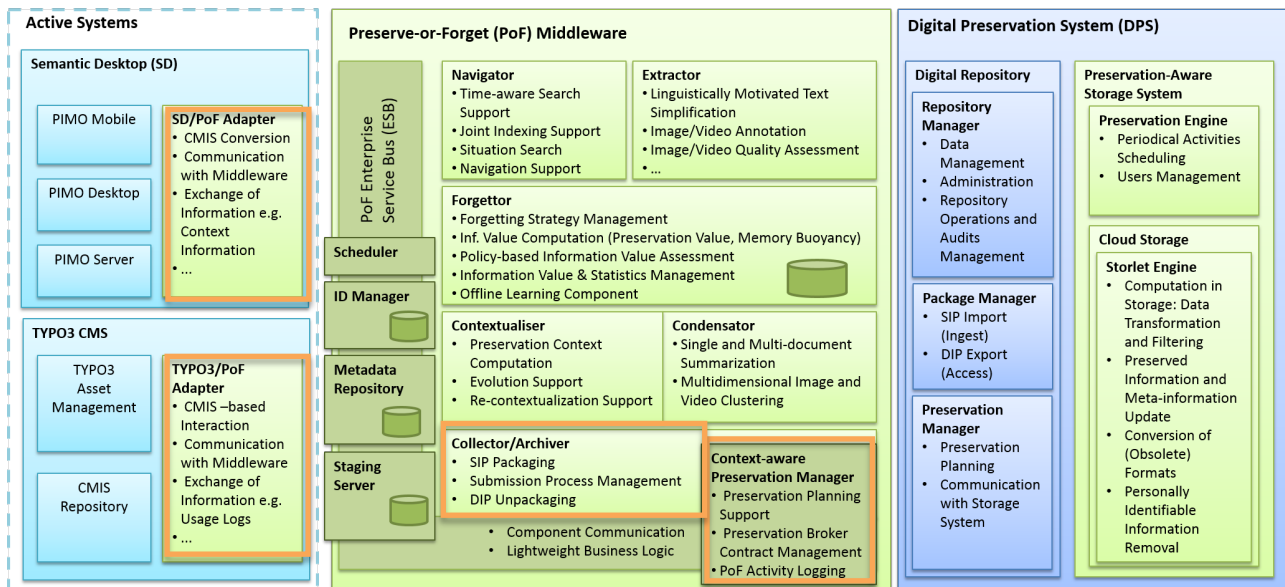 Active Systems
Semantic Desktop (SD)
PIMO Mobile
PIMO Desktop
PIMO Server
SD/PoF Adapter
• CMIS Conversion
• Communication
with Middleware
• Exchange of
Information e.g.
Context
Information
• ...
TYPO3 CMS
TYPO3
Asset
Management
CMIS
Repository
TYPO3/PoF
Adapter
• CMIS –based
Interaction
• Communication
with Middleware
• Exchange of
Information e.g.
Usage Logs
• ...
Preserve-or-Forget (PoF) Middleware
PoF Enterprise
Service Bus (ESB)
Scheduler
ID Manager
Metadata
Repository
Staging
Server
Navigator
• Time-aware Search
Support
• Joint Indexing Support
• Situation Search
• Navigation Support
Extractor
• Linguistically Motivated Text
Simplification
• Image/Video Annotation
• Image/Video Quality Assessment
• ...
Forgettor
• Forgetting Strategy Management
• Inf. Value Computation (Preservation Value, Memory Buoyancy)
• Policy-based Information Value Assessment
• Information Value & Statistics Management
• Offline Learning Component
Contextualiser
• Preservation Context
Computation
• Evolution Support
• Re-contextualization Support
Condensator
• Single and Multi-document
Summarization
• Multidimensional Image and
Video Clustering
Collector/Archiver
• SIP Packaging
• Submission Process Management
• DIP Unpackaging
Context-aware
Preservation Manager
• Preservation Planning
Support
• Preservation Broker
Contract Management
• PoF Activity Logging
• Component Communication
• Lightweight Business Logic
Digital Preservation System (DPS)
Digital Repository
Repository
Manager
• Data
Management
• Administration
• Repository
Operations and
Audits
Management
Package Manager
• SIP Import
(Ingest)
• DIP Export
(Access)
Preservation
Manager
• Preservation
Planning
• Communication
with Storage
System
Preservation-Aware
Storage System
Preservation Engine
• Periodical Activities
Scheduling
• Users Management
Cloud Storage
Storlet Engine
• Computation in
Storage: Data
Transformation
and Filtering
• Preserved
Information and
Meta-information
Update
• Conversion of
(Obsolete)
Formats
• Personally
Identifiable
Information
Removal